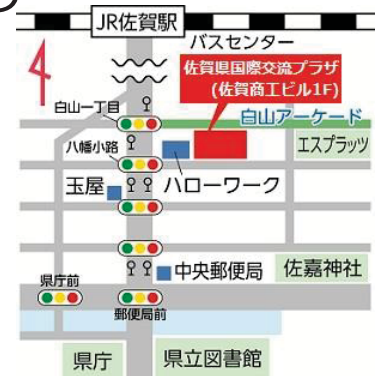 JR佐賀駅
バスセンター
佐賀県国際交流プラザ
(佐賀商工ビル1F)
白山一丁目
白山アーケード
エスプラッツ
八幡小路
玉屋
ハローワーク
中央郵便局
佐嘉神社
県庁前
郵便局前
県庁
県立図書館